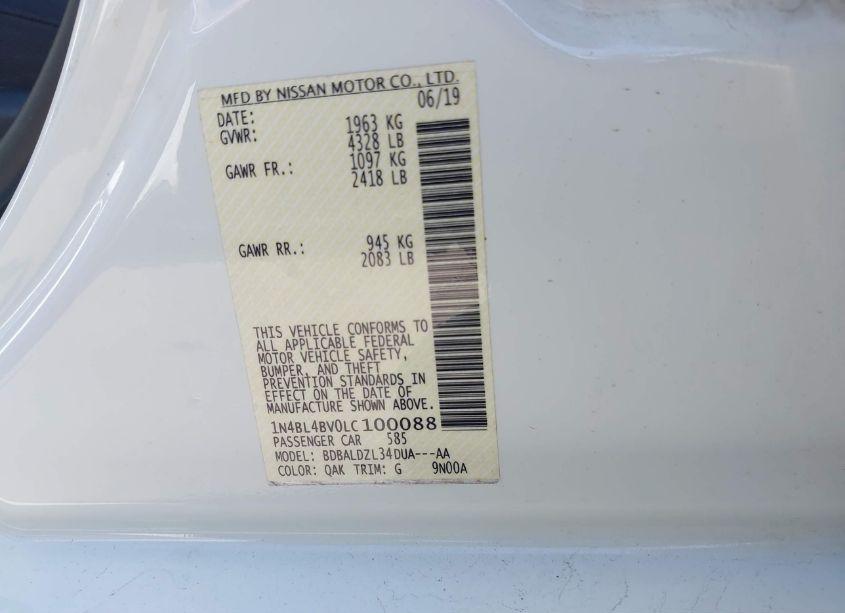 MFD BY NISSAN MOTOR CO., LTD.
DATE: 06/19
GVWR: 1963 KG
4328 LB
GAWR FR.: 1097 KG
2418 LB
GAWR RR.: 945 KG
2083 LB
THIS VEHICLE CONFORMS TO
ALL APPLICABLE FEDERAL
MOTOR VEHICLE SAFETY,
BUMPER, AND THEFT
PREVENTION STANDARDS IN
EFFECT ON THE DATE OF
MANUFACTURE SHOWN ABOVE.
1N4BL4BV0LC100088
PASSENGER CAR 585
MODEL: BDBALDZL34DUA---AA
COLOR: QAK TRIM: G 9N00A